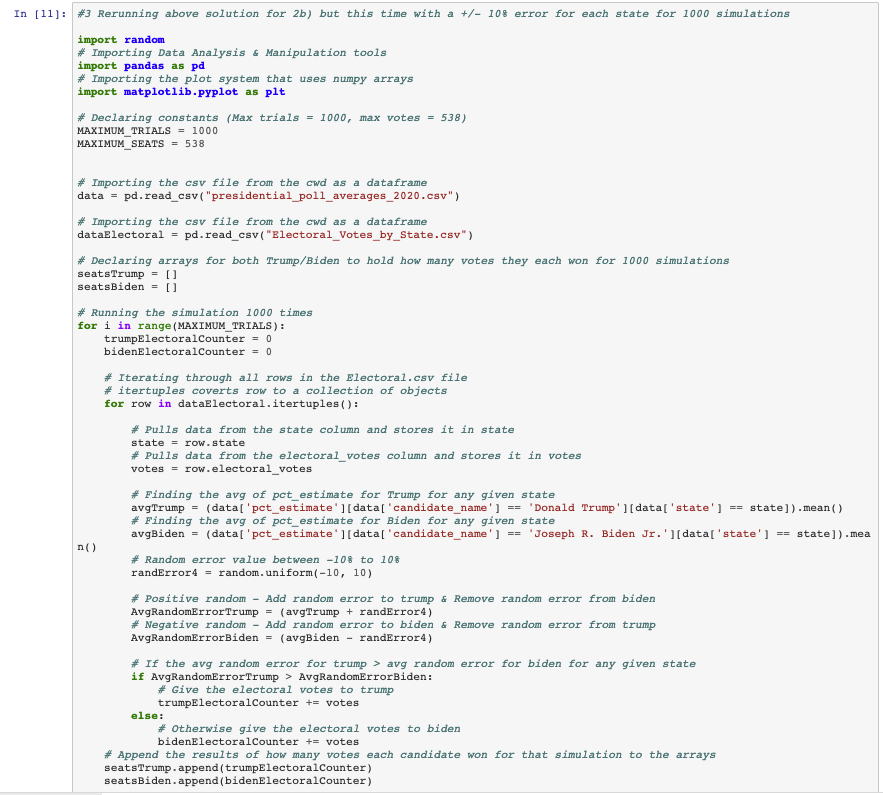 In [11]: #3 Rerunning above solution for 2b) but this time with a +/- 10% error for each state for 1000 simulations
import random
# Importing Data Analysis & Manipulation tools
import pandas as pd
# Importing the plot system that uses numpy arrays
import matplotlib.pyplot as plt
# Declaring constants (Max trials = 1000, max votes = 538)
MAXIMUM_TRIALS = 1000
MAXIMUM_SEATS = 538
# Importing the csv file from the cwd as a dataframe
data = pd.read_csv("presidential_poll_averages_2020.csv")
# Importing the csv file from the cwd as a dataframe
dataElectoral = pd.read_csv("Electoral_Votes_by_State.csv")
# Declaring arrays for both Trump/Biden to hold how many votes they each won for 1000 simulations
seatsTrump = []
seatsBiden = []
# Running the simulation 1000 times
for i in range(MAXIMUM_TRIALS):
    trumpElectoralCounter = 0
    bidenElectoralCounter = 0
    # Iterating through all rows in the Electoral.csv file
    # itertuples coverts row to a collection of objects
    for row in dataElectoral.itertuples():
        # Pulls data from the state column and stores it in state
        state = row.state
        # Pulls data from the electoral_votes column and stores it in votes
        votes = row.electoral_votes
        # Finding the avg of pct_estimate for Trump for any given state
        avgTrump = (data['pct_estimate'][data['candidate_name'] == 'Donald Trump'][data['state'] == state]).mean()
        # Finding the avg of pct_estimate for Biden for any given state
        avgBiden = (data['pct_estimate'][data['candidate_name'] == 'Joseph R. Biden Jr.'][data['state'] == state]).mea
n()
        # Random error value between -10% to 10%
        randError4 = random.uniform(-10, 10)
        # Positive random - Add random error to trump & Remove random error from biden
        AvgRandomErrorTrump = (avgTrump + randError4)
        # Negative random - Add random error to biden & Remove random error from trump
        AvgRandomErrorBiden = (avgBiden - randError4)
        # If the avg random error for trump > avg random error for biden for any given state
        if AvgRandomErrorTrump > AvgRandomErrorBiden:
            # Give the electoral votes to trump
            trumpElectoralCounter += votes
        else:
            # Otherwise give the electoral votes to biden
            bidenElectoralCounter += votes
    # Append the results of how many votes each candidate won for that simulation to the arrays
    seatsTrump.append(trumpElectoralCounter)
    seatsBiden.append(bidenElectoralCounter)